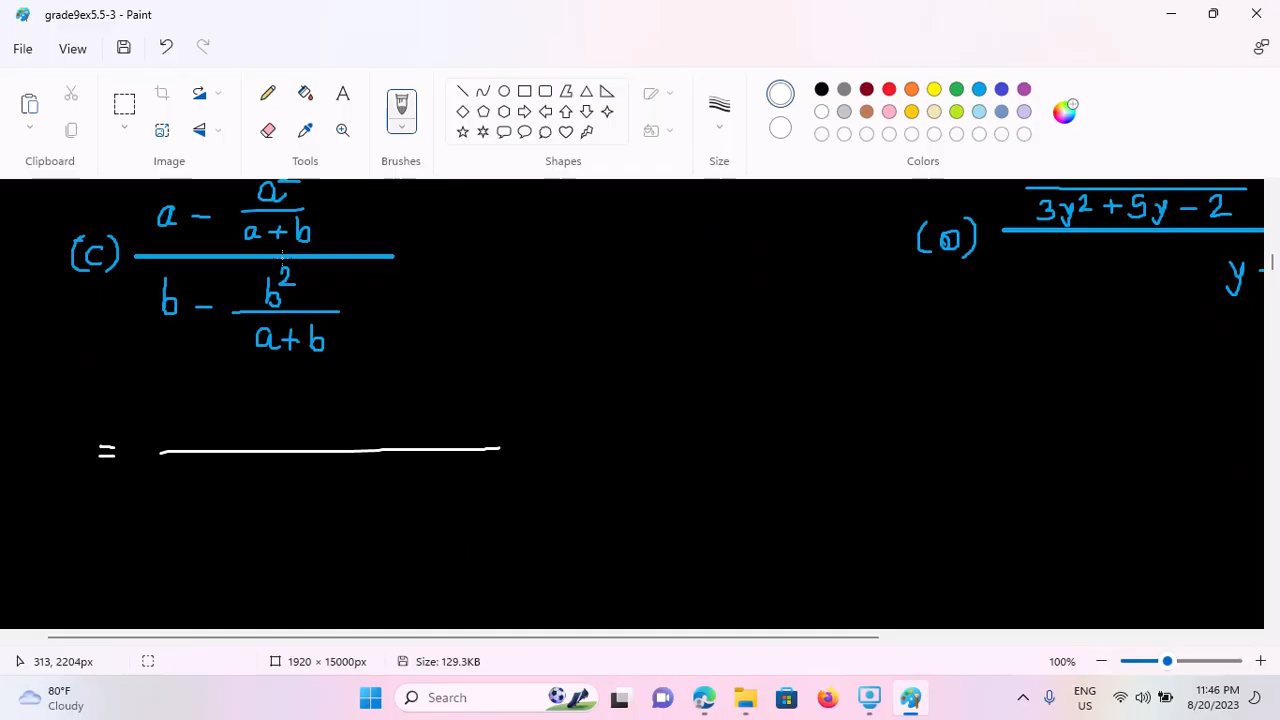 grade9ex5.5-3 - Paint
File View
Clipboard Image Tools Brushes Shapes Size Colors
a²
a -
a + b
(c)
b²
b -
a + b
=
3y² + 5y - 2
y -
313, 2204px 1920 × 15000px Size: 129.3KB 100%
80°F
Cloudy
Search
ENG
US
11:46 PM
8/20/2023